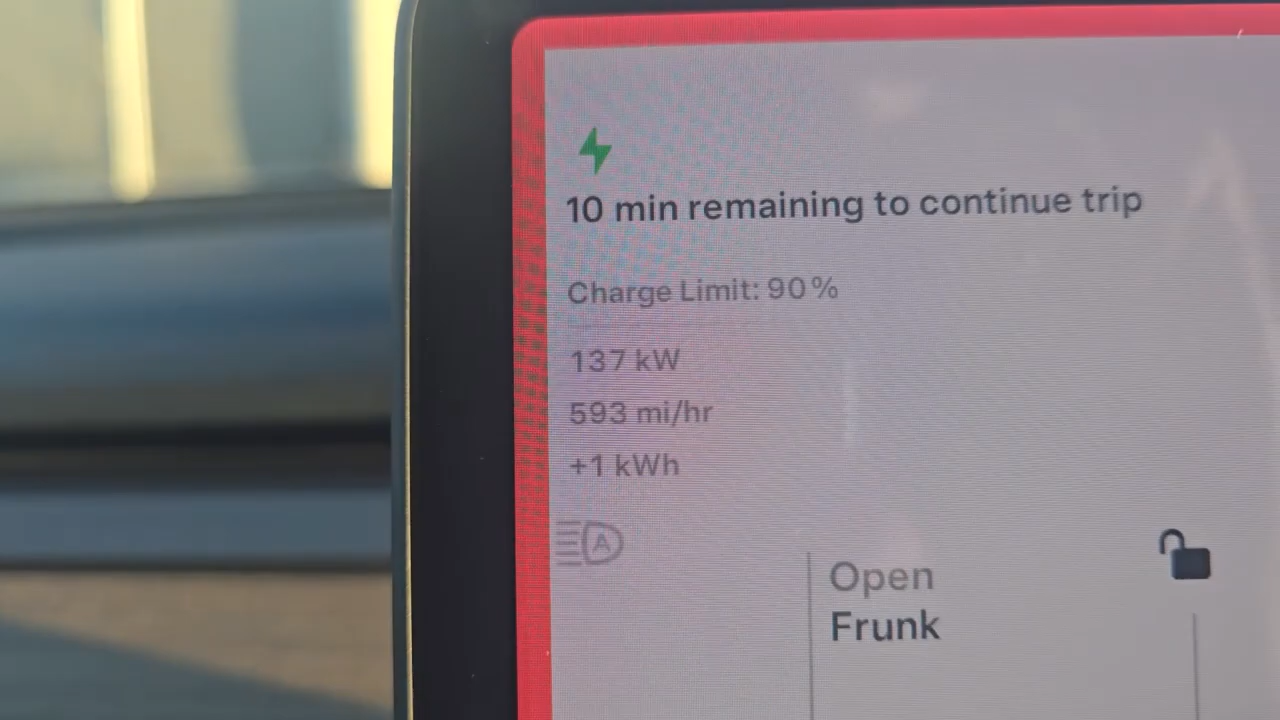 10 min remaining to continue trip
Charge Limit: 90%
137 kW
593 mi/hr
+1 kWh
A
Open
Frunk